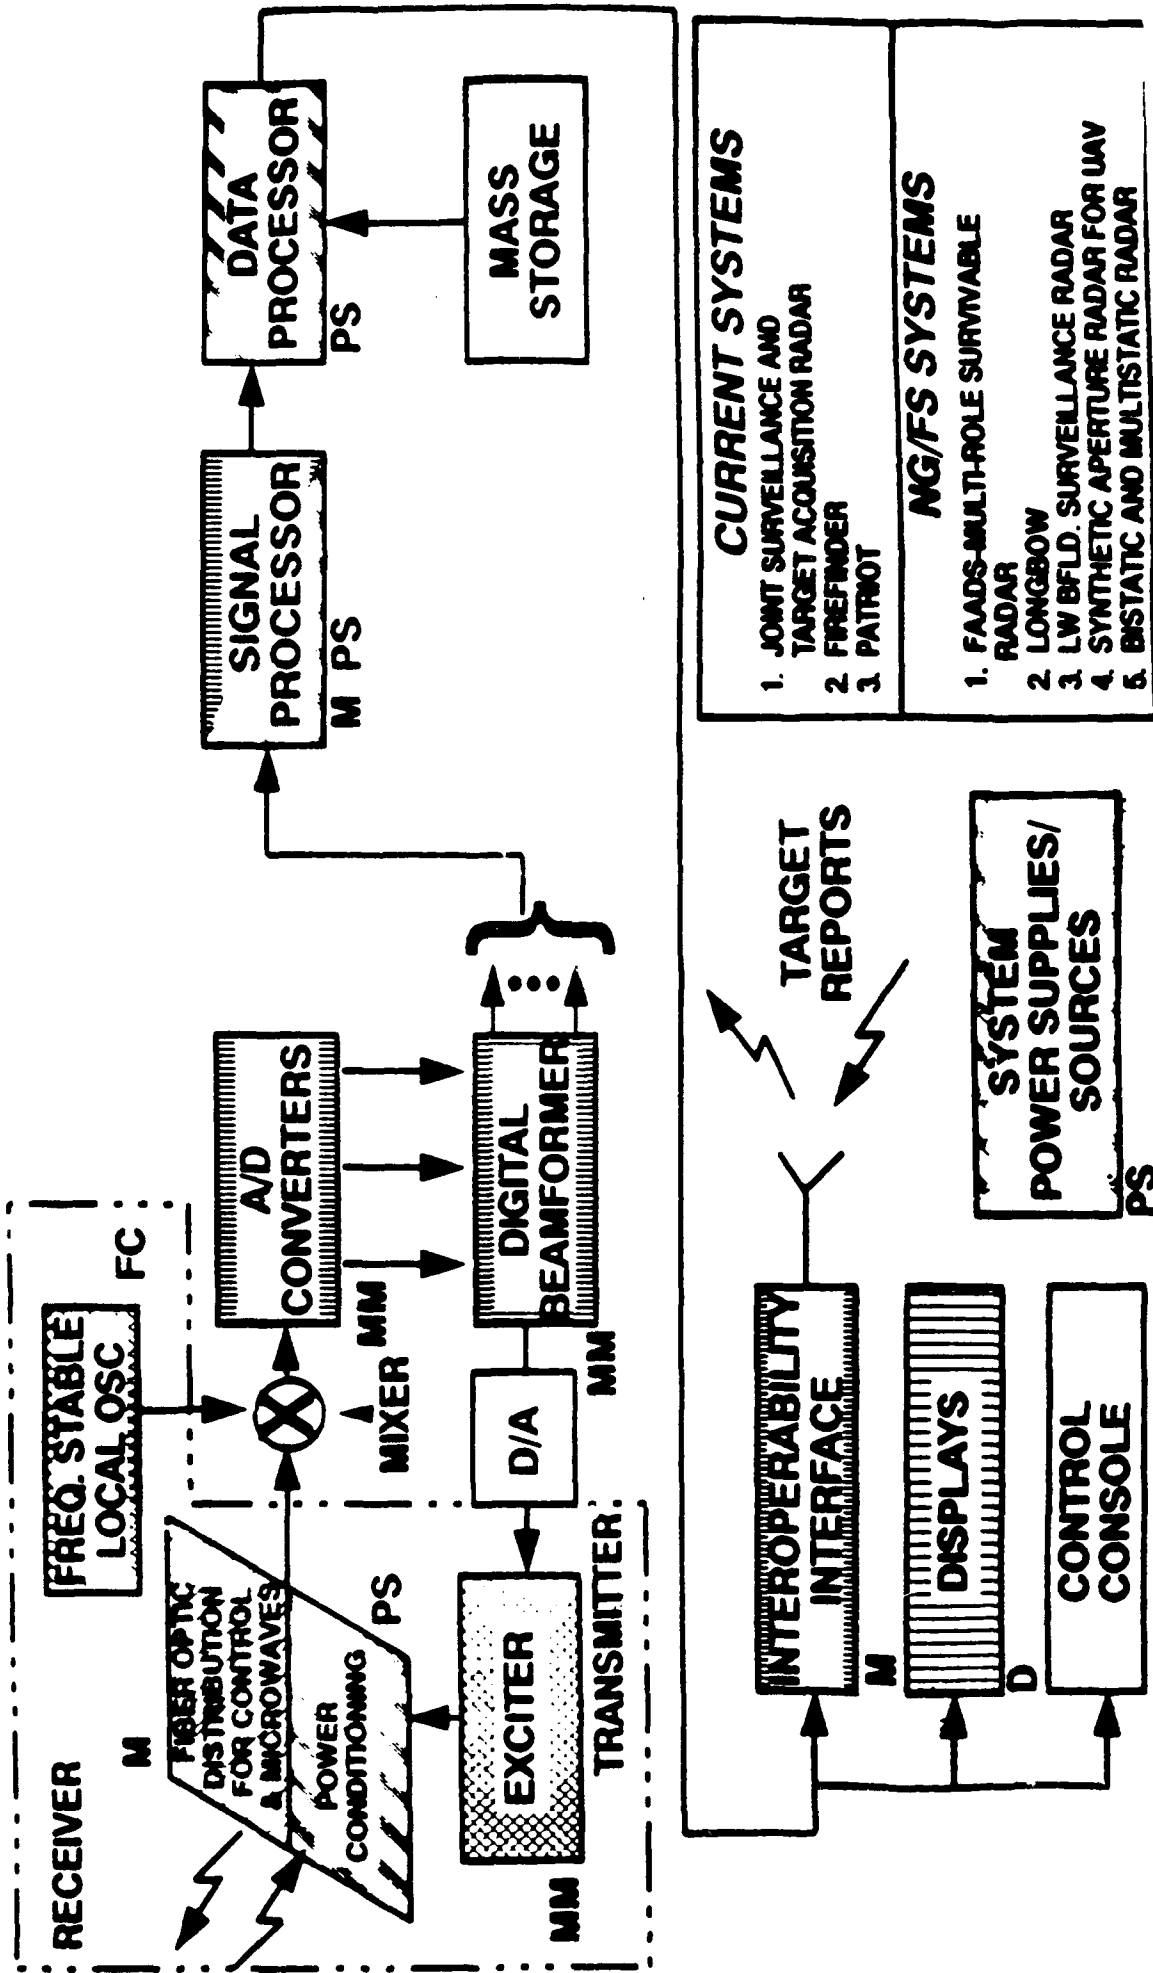 RECEIVER
FREQ. STABLE
LOCAL OSC
FC
M
FIBER OPTIC
DISTRIBUTION
FOR CONTROL
& MICROWAVES
POWER
CONDITIONING
PS
MIXER
A/D
CONVERTERS
MM
EXCITER
MM
TRANSMITTER
D/A
DIGITAL
BEAMFORMER
MM
SIGNAL
PROCESSOR
M PS
DATA
PROCESSOR
PS
MASS
STORAGE
INTEROPERABILITY
INTERFACE
M
DISPLAYS
D
CONTROL
CONSOLE
TARGET
REPORTS
SYSTEM
POWER SUPPLIES/
SOURCES
PS
CURRENT SYSTEMS
1. JOINT SURVEILLANCE AND
TARGET ACQUISITION RADAR
2. FIREFINDER
3. PATRIOT
NG/FS SYSTEMS
1. FAADS-MULTI-ROLE SURVIVABLE
RADAR
2. LONGBOW
3. LW BFLD. SURVEILLANCE RADAR
4. SYNTHETIC APERTURE RADAR FOR UAV
5. BISTATIC AND MULTISTATIC RADAR